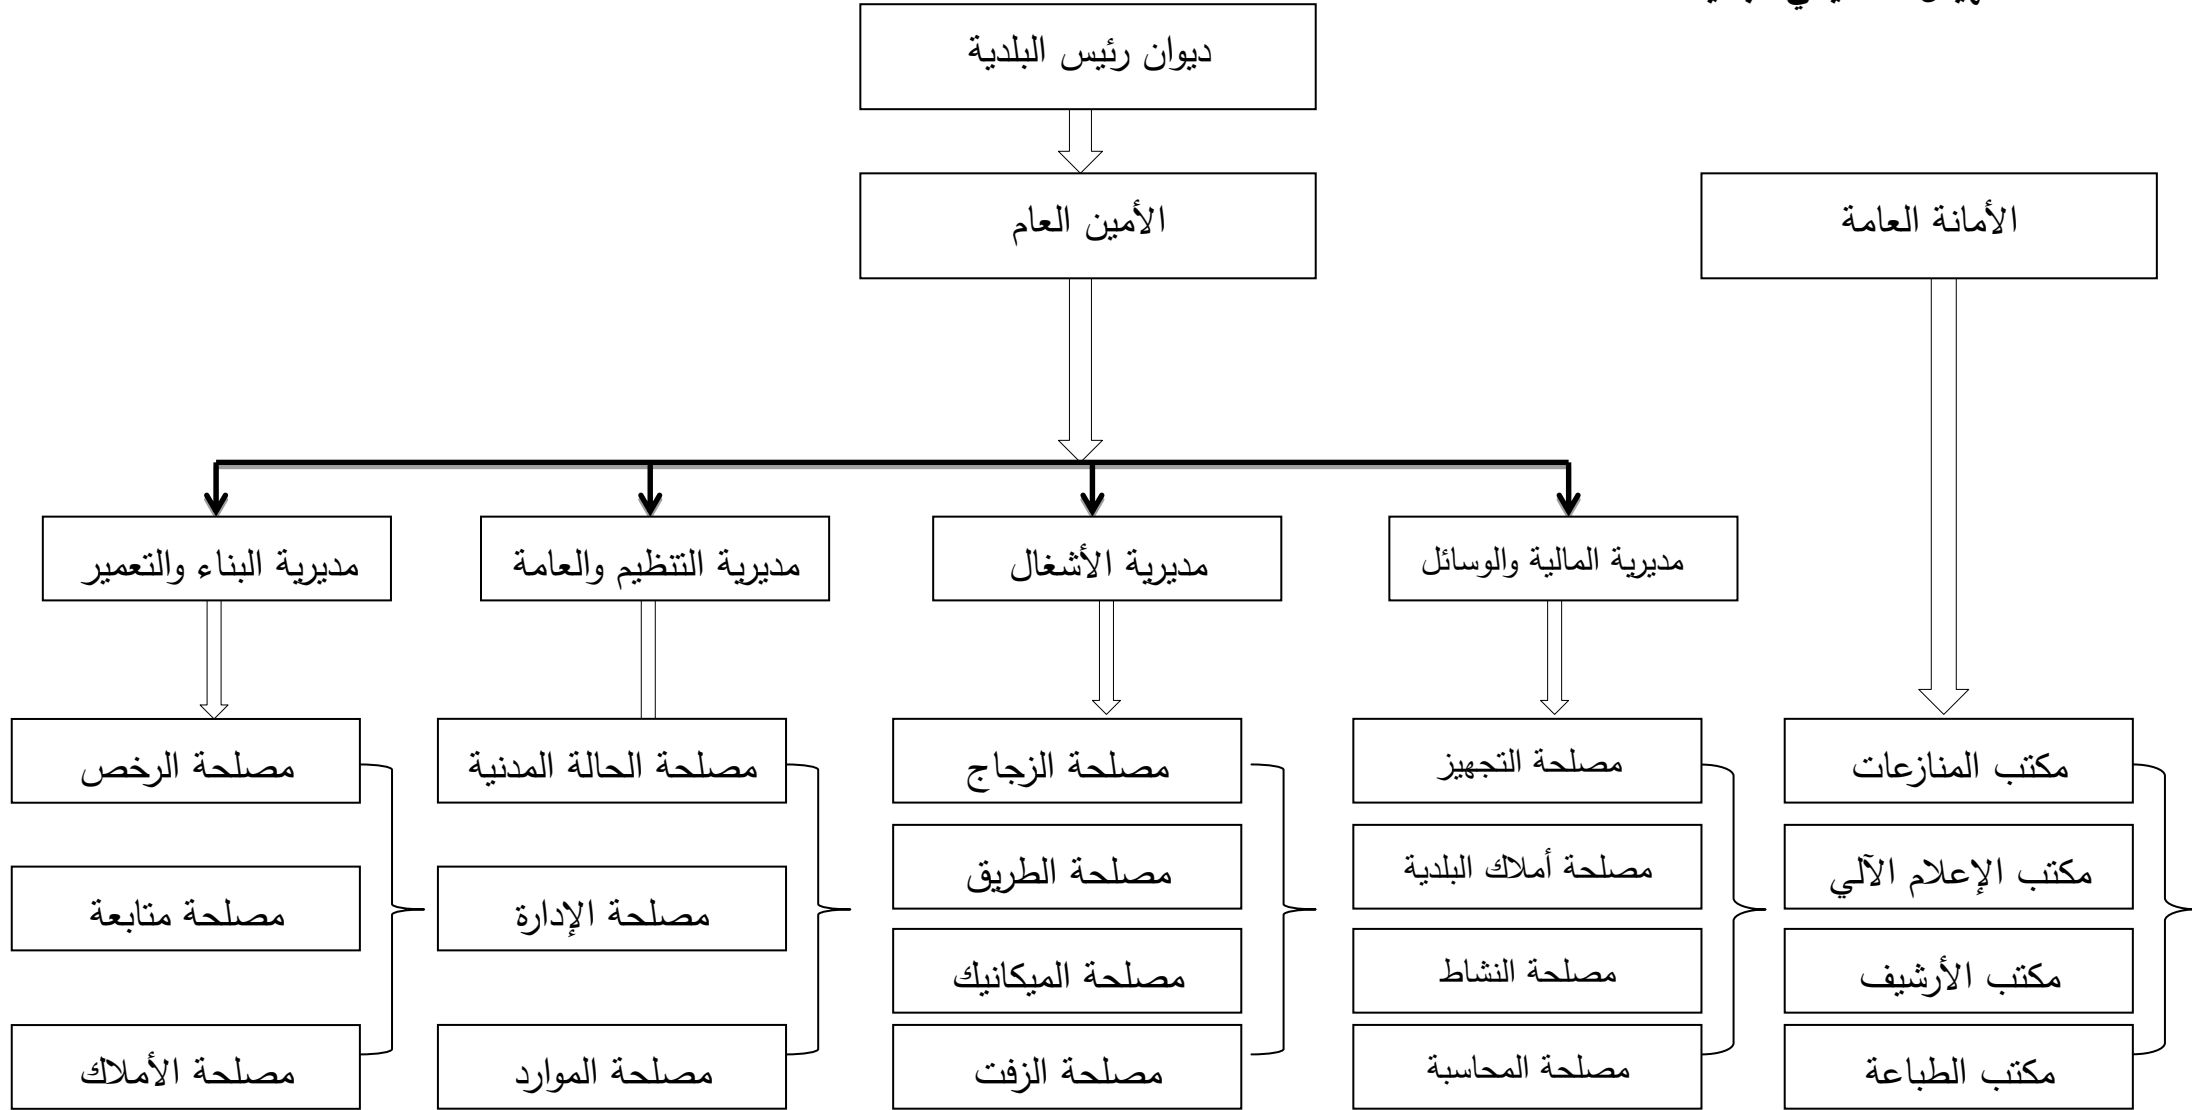 ديوان رئيس البلدية
الأمانة العامة
الأمين العام
مديرية المالية والوسائل
مديرية الأشغال
مديرية التنظيم والعامة
مديرية البناء والتعمير
مكتب المنازعات
مكتب الإعلام الآلي
مكتب الأرشيف
مكتب الطباعة
مصلحة التجهيز
مصلحة أملاك البلدية
مصلحة النشاط
مصلحة المحاسبة
مصلحة الزجاج
مصلحة الطريق
مصلحة الميكانيك
مصلحة الزفت
مصلحة الحالة المدنية
مصلحة الإدارة
مصلحة الموارد
مصلحة الرخص
مصلحة متابعة
مصلحة الأملاك